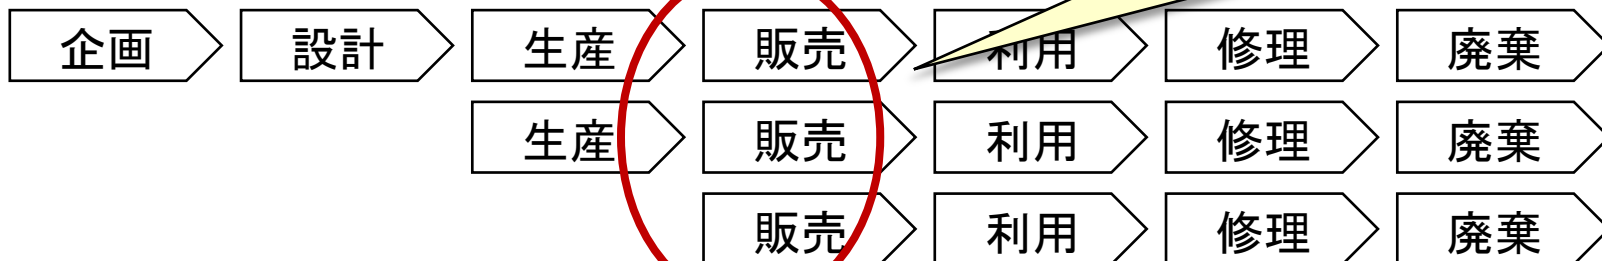 企画 設計 生産 販売 利用 修理 廃棄
生産 販売 利用 修理 廃棄
販売 利用 修理 廃棄